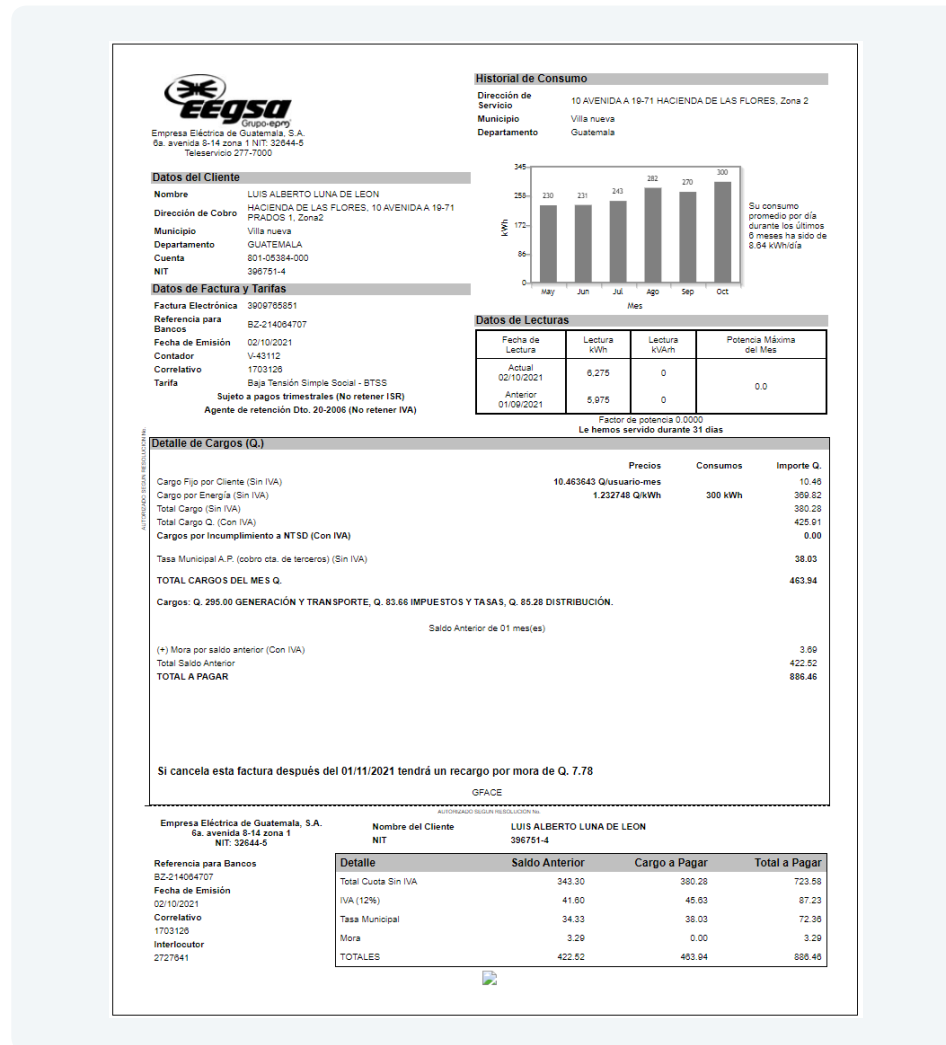 EEGSA
Grupo-epm
Empresa Eléctrica de Guatemala, S.A.
6a. avenida 8-14 zona 1 NIT: 32644-5
Teleservicio 277-7000
Historial de Consumo
Dirección de Servicio 10 AVENIDA A 19-71 HACIENDA DE LAS FLORES, Zona 2
Municipio Villa nueva
Departamento Guatemala
Datos del Cliente
Nombre LUIS ALBERTO LUNA DE LEON
Dirección de Cobro HACIENDA DE LAS FLORES, 10 AVENIDA A 19-71
PRADOS 1, Zona2
Municipio Villa nueva
Departamento GUATEMALA
Cuenta 801-05384-000
NIT 396751-4
345
258
172
86
0
kWh
230 231 243 282 270 300
May Jun Jul Ago Sep Oct
Mes
Su consumo
promedio por día
durante los últimos
6 meses ha sido de
8.64 kWh/día
Datos de Factura y Tarifas
Factura Electrónica 3909765851
Referencia para Bancos BZ-214064707
Fecha de Emisión 02/10/2021
Contador V-43112
Correlativo 1703126
Tarifa Baja Tensión Simple Social - BTSS
Sujeto a pagos trimestrales (No retener ISR)
Agente de retención Dto. 20-2006 (No retener IVA)
Datos de Lecturas
Fecha de Lectura Lectura kWh Lectura kVArh Potencia Máxima del Mes
Actual 02/10/2021 6,275 0 0.0
Anterior 01/09/2021 5,975 0
Factor de potencia 0.0000
Le hemos servido durante 31 dias
AUTORIZADO SEGUN RESOLUCION No.
Detalle de Cargos (Q.)
Precios Consumos Importe Q.
Cargo Fijo por Cliente (Sin IVA) 10.463643 Q/usuario-mes 10.46
Cargo por Energía (Sin IVA) 1.232748 Q/kWh 300 kWh 369.82
Total Cargo (Sin IVA) 380.28
Total Cargo Q. (Con IVA) 425.91
Cargos por Incumplimiento a NTSD (Con IVA) 0.00
Tasa Municipal A.P. (cobro cta. de terceros) (Sin IVA) 38.03
TOTAL CARGOS DEL MES Q. 463.94
Cargos: Q. 295.00 GENERACIÓN Y TRANSPORTE, Q. 83.66 IMPUESTOS Y TASAS, Q. 85.28 DISTRIBUCIÓN.
Saldo Anterior de 01 mes(es)
(+) Mora por saldo anterior (Con IVA) 3.69
Total Saldo Anterior 422.52
TOTAL A PAGAR 886.46
Si cancela esta factura después del 01/11/2021 tendrá un recargo por mora de Q. 7.78
GFACE
AUTORIZADO SEGUN RESOLUCION No.
Empresa Eléctrica de Guatemala, S.A.
6a. avenida 8-14 zona 1
NIT: 32644-5
Nombre del Cliente LUIS ALBERTO LUNA DE LEON
NIT 396751-4
Referencia para Bancos
BZ-214064707
Fecha de Emisión
02/10/2021
Correlativo
1703126
Interlocutor
2727641
Detalle Saldo Anterior Cargo a Pagar Total a Pagar
Total Cuota Sin IVA 343.30 380.28 723.58
IVA (12%) 41.60 45.63 87.23
Tasa Municipal 34.33 38.03 72.36
Mora 3.29 0.00 3.29
TOTALES 422.52 463.94 886.46